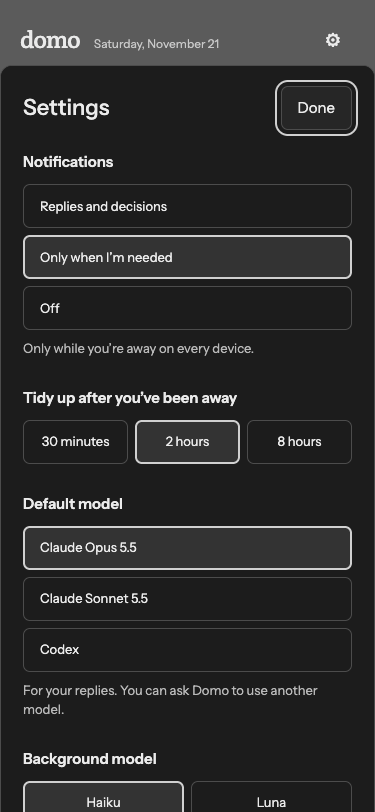 domo Saturday, November 21
Settings
Done
Notifications
Replies and decisions
Only when I'm needed
Off
Only while you're away on every device.
Tidy up after you've been away
30 minutes
2 hours
8 hours
Default model
Claude Opus 5.5
Claude Sonnet 5.5
Codex
For your replies. You can ask Domo to use another
model.
Background model
Haiku
Luna